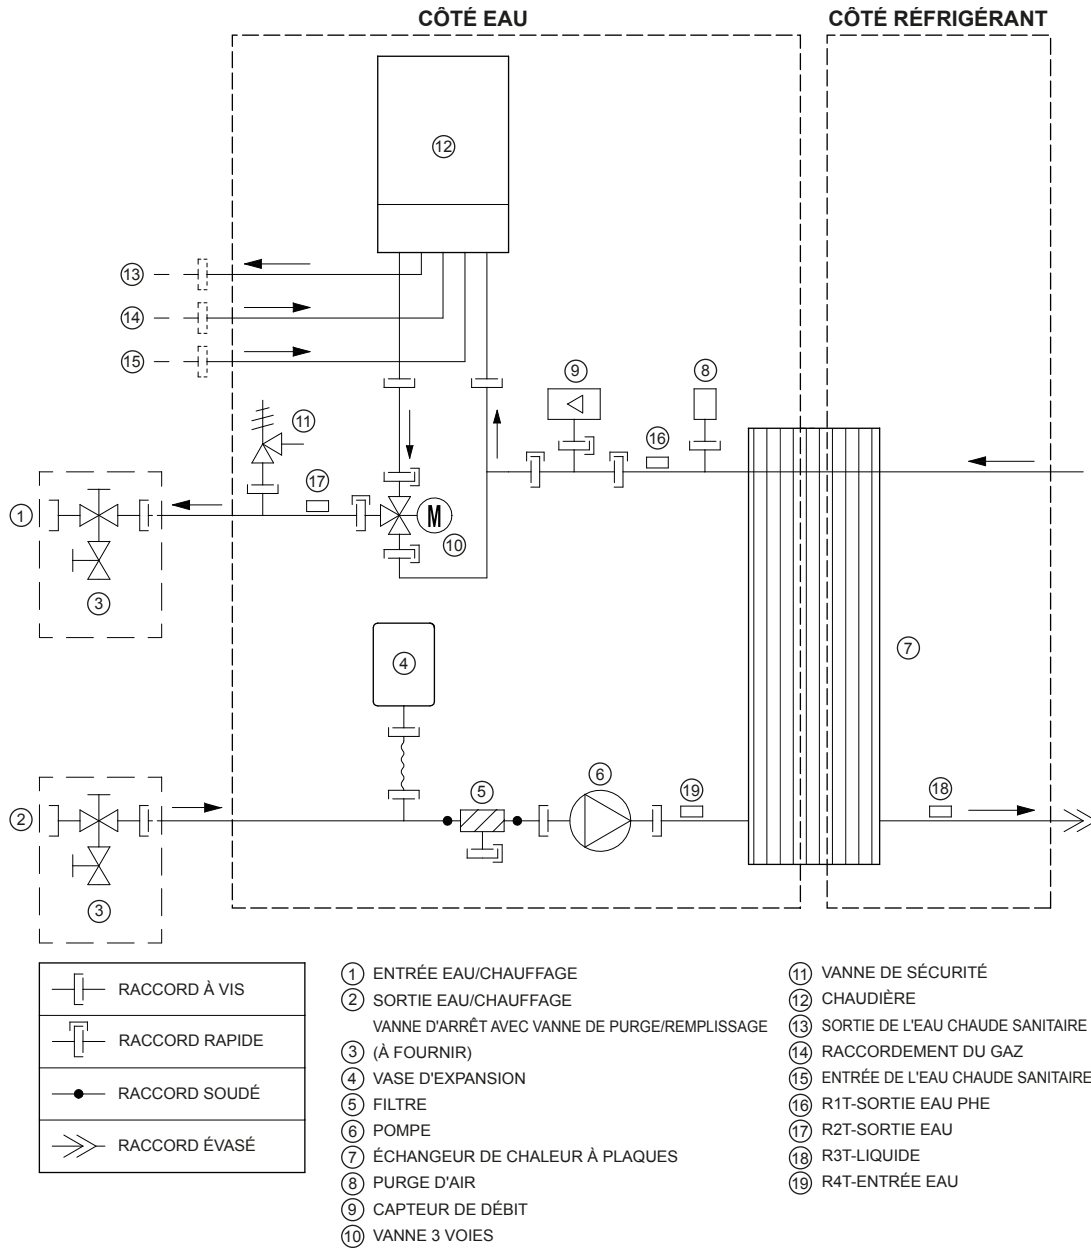 CÔTÉ EAU
CÔTÉ RÉFRIGÉRANT
12
13
14
15
9
8
11
16
17
1
M
10
3
4
7
6
5
19
18
2
3
RACCORD À VIS
RACCORD RAPIDE
RACCORD SOUDÉ
RACCORD ÉVASÉ
1 ENTRÉE EAU/CHAUFFAGE
2 SORTIE EAU/CHAUFFAGE
VANNE D'ARRÊT AVEC VANNE DE PURGE/REMPLISSAGE
3 (À FOURNIR)
4 VASE D'EXPANSION
5 FILTRE
6 POMPE
7 ÉCHANGEUR DE CHALEUR À PLAQUES
8 PURGE D'AIR
9 CAPTEUR DE DÉBIT
10 VANNE 3 VOIES
11 VANNE DE SÉCURITÉ
12 CHAUDIÈRE
13 SORTIE DE L'EAU CHAUDE SANITAIRE
14 RACCORDEMENT DU GAZ
15 ENTRÉE DE L'EAU CHAUDE SANITAIRE
16 R1T-SORTIE EAU PHE
17 R2T-SORTIE EAU
18 R3T-LIQUIDE
19 R4T-ENTRÉE EAU